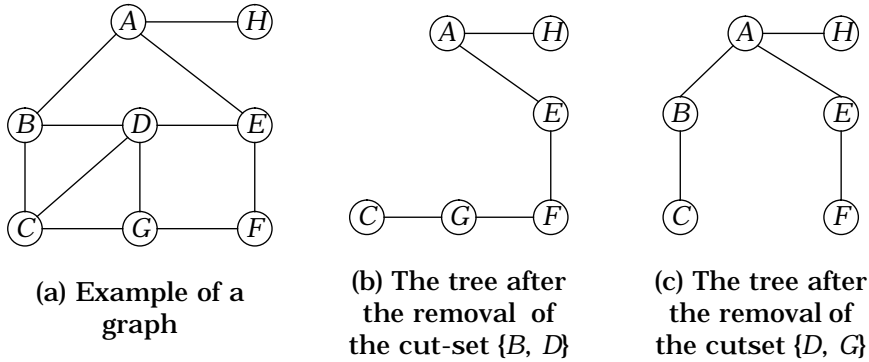 A H A H A H
B D E E B E
C G F C G F C F
(a) Example of a
graph
(b) The tree after
the removal of
the cut-set {B, D}
(c) The tree after
the removal of
the cutset {D, G}